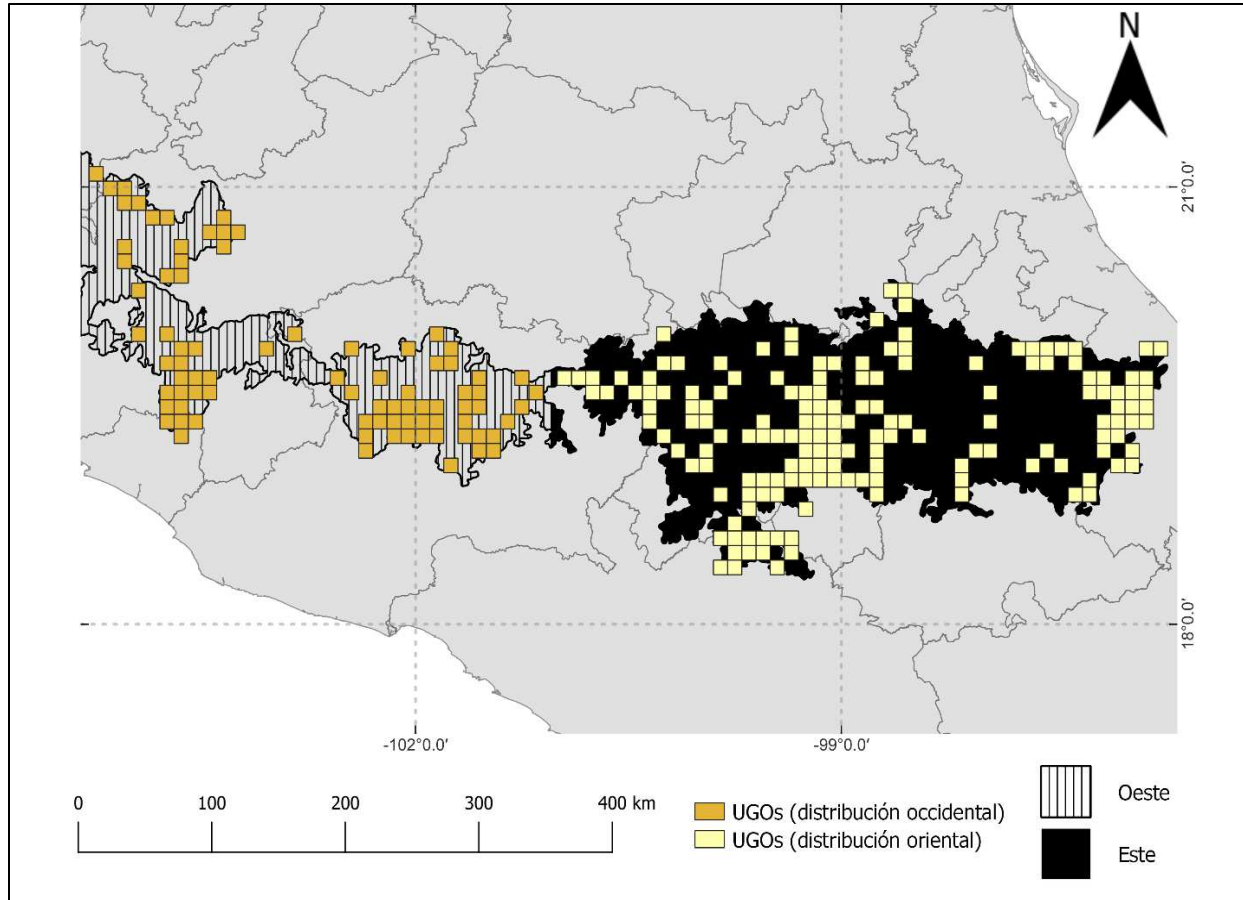 N
21°0.0'
18°0.0'
-102°0.0'
-99°0.0'
0 100 200 300 400 km
UGOs (distribución occidental)
UGOs (distribución oriental)
Oeste
Este